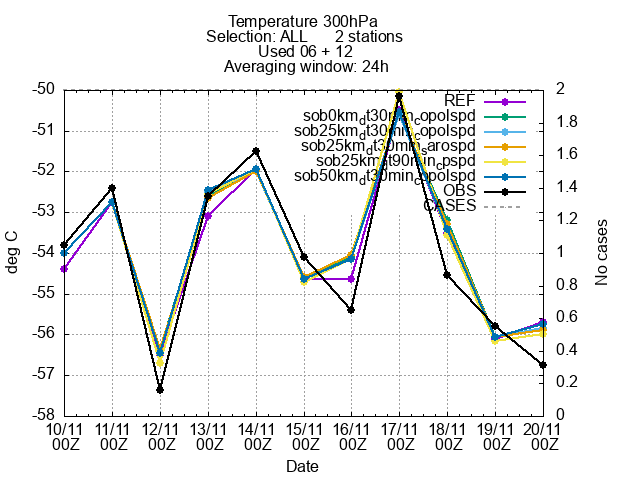 Temperature 300hPa
Selection: ALL 2 stations
Used 06 + 12
Averaging window: 24h
-50
-51
-52
-53
-54
-55
-56
-57
-58
deg C
2
1.8
1.6
1.4
1.2
1
0.8
0.6
0.4
0.2
0
No cases
REF
sob0km_dt30min_copolspd
sob25km_dt30min_copolspd
sob25km_dt30min_sarospd
sob25km_dt90min_cpspd
sob50km_dt30min_copolspd
OBS
CASES
10/11 11/11 12/11 13/11 14/11 15/11 16/11 17/11 18/11 19/11 20/11
00Z 00Z 00Z 00Z 00Z 00Z 00Z 00Z 00Z 00Z 00Z
Date